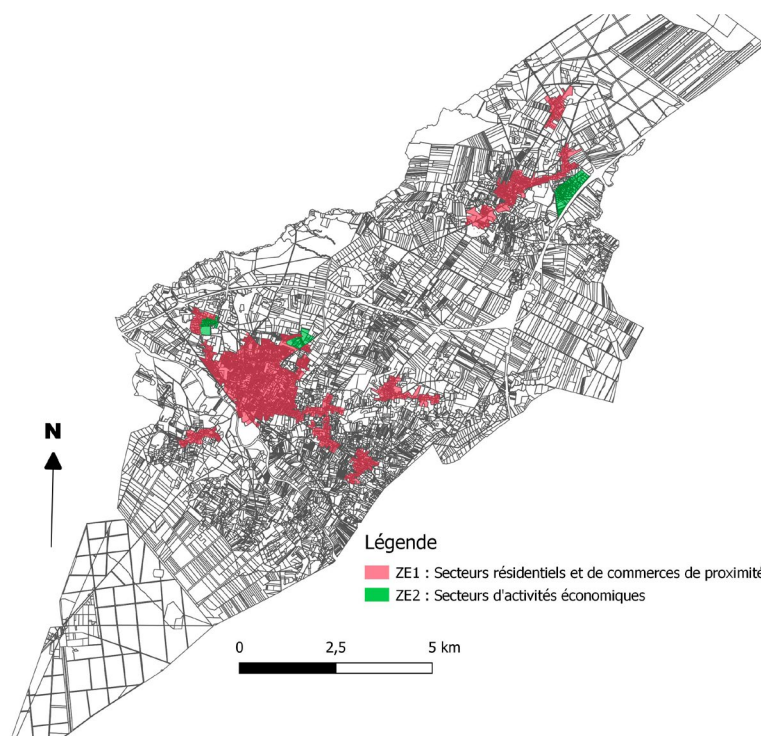 N
Légende
ZE1 : Secteurs résidentiels et de commerces de proximité
ZE2 : Secteurs d'activités économiques
0 2,5 5 km